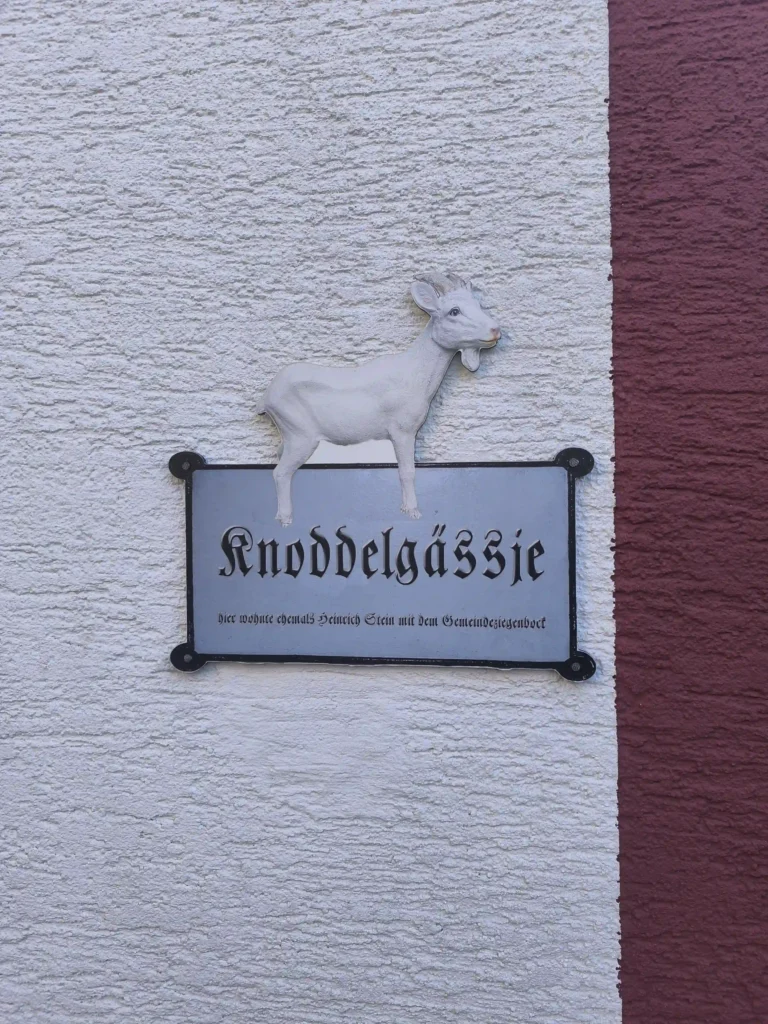 Knoddelgässje
hier wohnte ehemals Heinrich Stein mit dem Gemeindeziegenbock